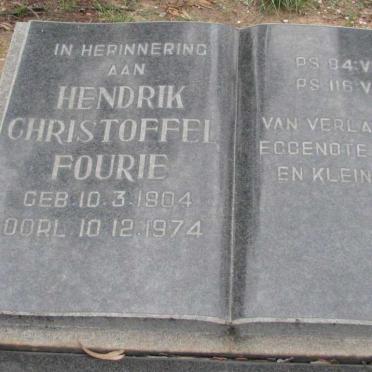 IN HERINNERING
AAN
HENDRIK
CHRISTOFFEL
FOURIE
GEB. 10.3.1904
OORL. 10.12.1974
PS 84:V
PS 116:V
VAN VERLA
EGGENOTE
EN KLEIN